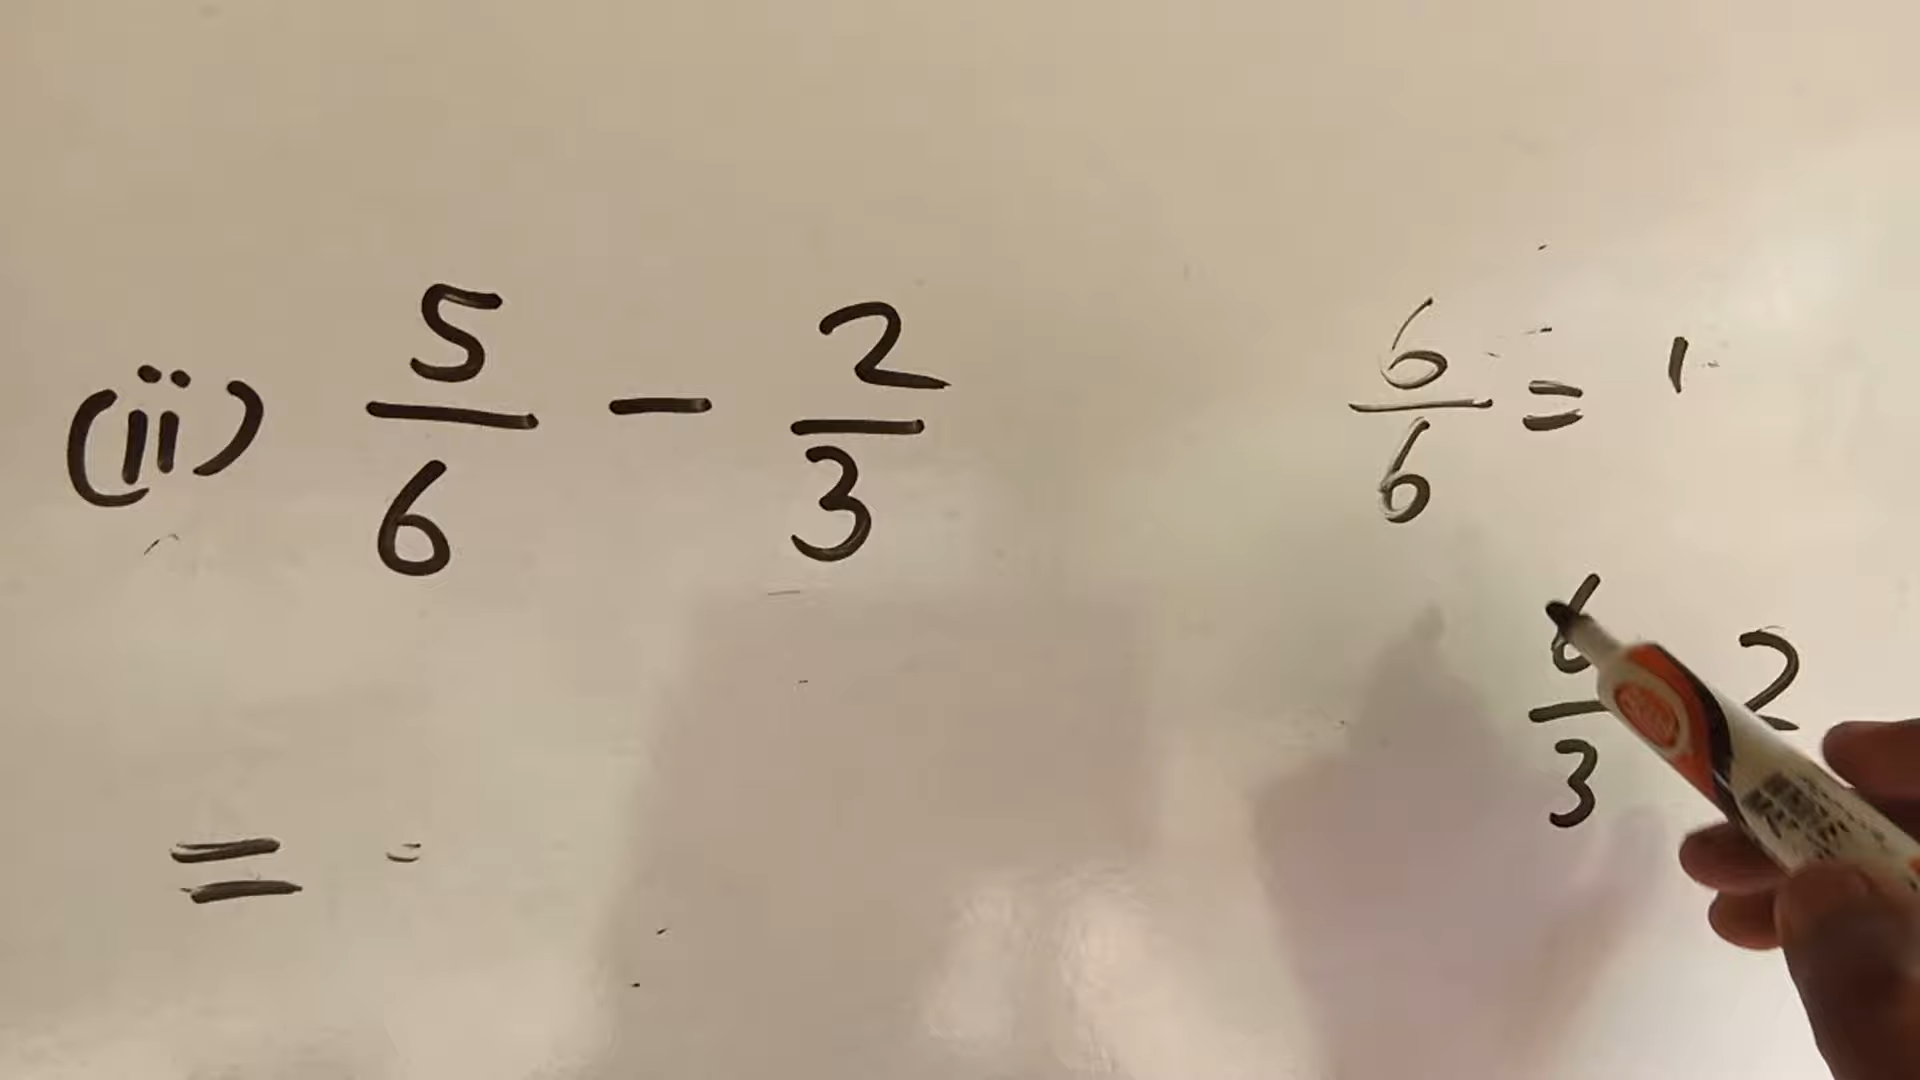 (ii) 5/6 - 2/3
6/6 = 1
6/3 2
=